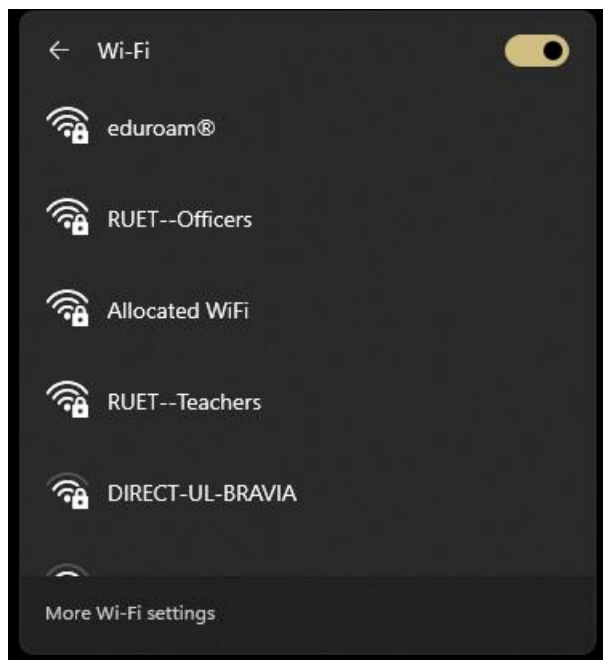 Wi-Fi
eduroam®
RUET--Officers
Allocated WiFi
RUET--Teachers
DIRECT-UL-BRAVIA
More Wi-Fi settings